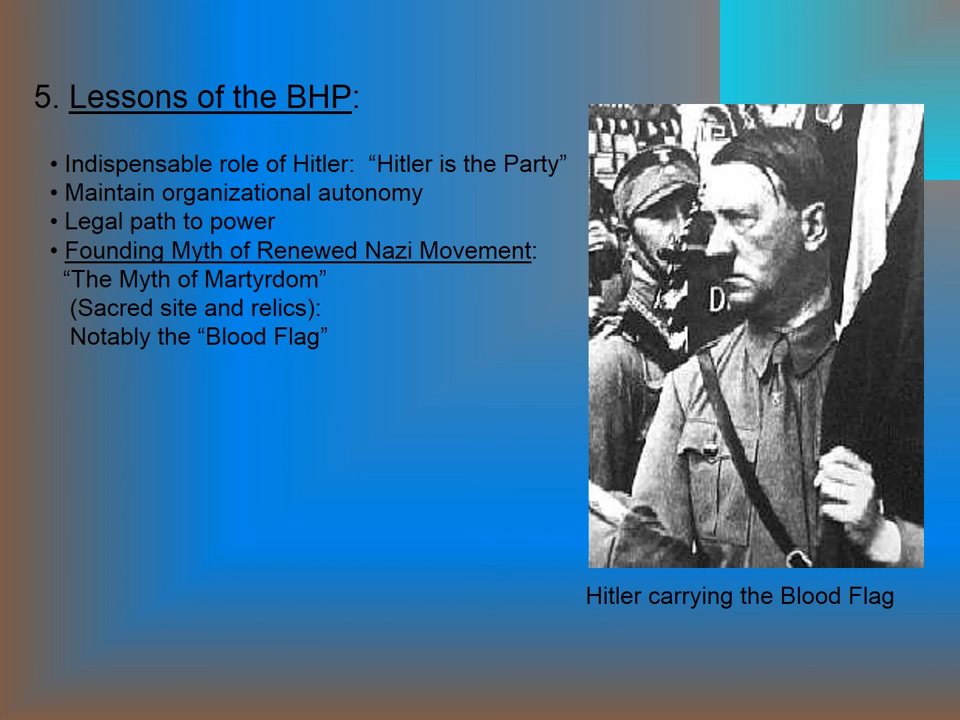 5. Lessons of the BHP:
• Indispensable role of Hitler: “Hitler is the Party”
• Maintain organizational autonomy
• Legal path to power
• Founding Myth of Renewed Nazi Movement:
“The Myth of Martyrdom”
(Sacred site and relics):
Notably the “Blood Flag”
D.
Hitler carrying the Blood Flag